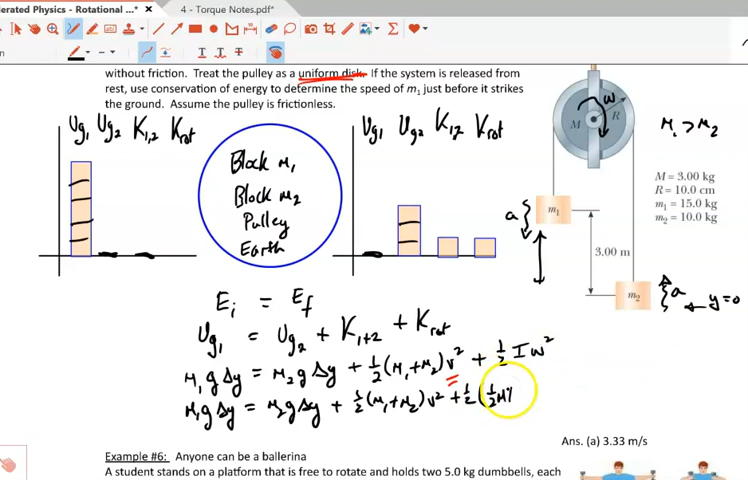 erated Physics - Rotational ...* ×
4 - Torque Notes.pdf*
without friction. Treat the pulley as a uniform disk. If the system is released from
rest, use conservation of energy to determine the speed of m₁ just before it strikes
the ground. Assume the pulley is frictionless.
Ug₁ Ug₂ K₁,₂ Krot
Block M₁
Block M₂
Pulley
Earth
Ug₁ Ug₂ K₁,₂ Krot
ω
M
R
M₁ > M₂
M = 3.00 kg
R = 10.0 cm
m₁ = 15.0 kg
m₂ = 10.0 kg
a
m₁
3.00 m
m₂
a
y=0
Eᵢ = E_f
Ug₁ = Ug₂ + K₁₊₂ + Krot
M₁gΔy = M₂gΔy + ½(M₁+M₂)v² + ½Iω²
M₁gΔy = M₂gΔy + ½(M₁+M₂)v² + ½(½M
Ans. (a) 3.33 m/s
Example #6: Anyone can be a ballerina
A student stands on a platform that is free to rotate and holds two 5.0 kg dumbbells, each